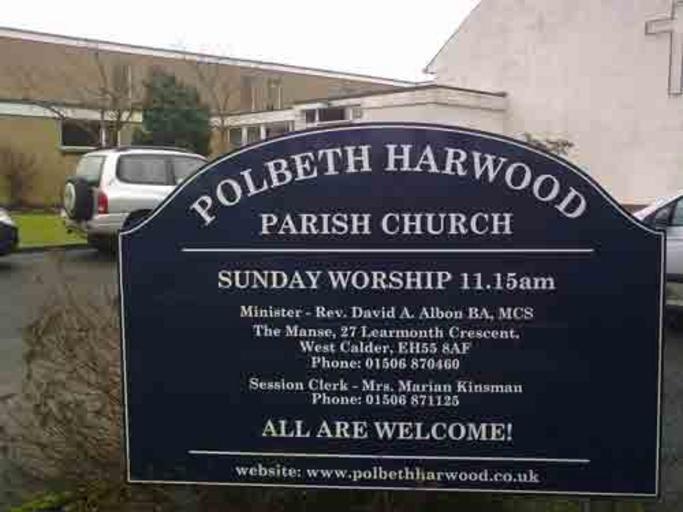 POLBETH HARWOOD
PARISH CHURCH
SUNDAY WORSHIP 11.15am
Minister - Rev. David A. Albon BA, MCS
The Manse, 27 Learmonth Crescent,
West Calder, EH55 8AF
Phone: 01506 870460
Session Clerk - Mrs. Marian Kinsman
Phone: 01506 871125
ALL ARE WELCOME!
website: www.polbethharwood.co.uk